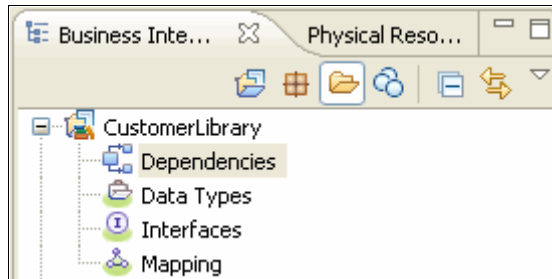 Business Inte... Physical Reso...
CustomerLibrary
Dependencies
Data Types
Interfaces
Mapping